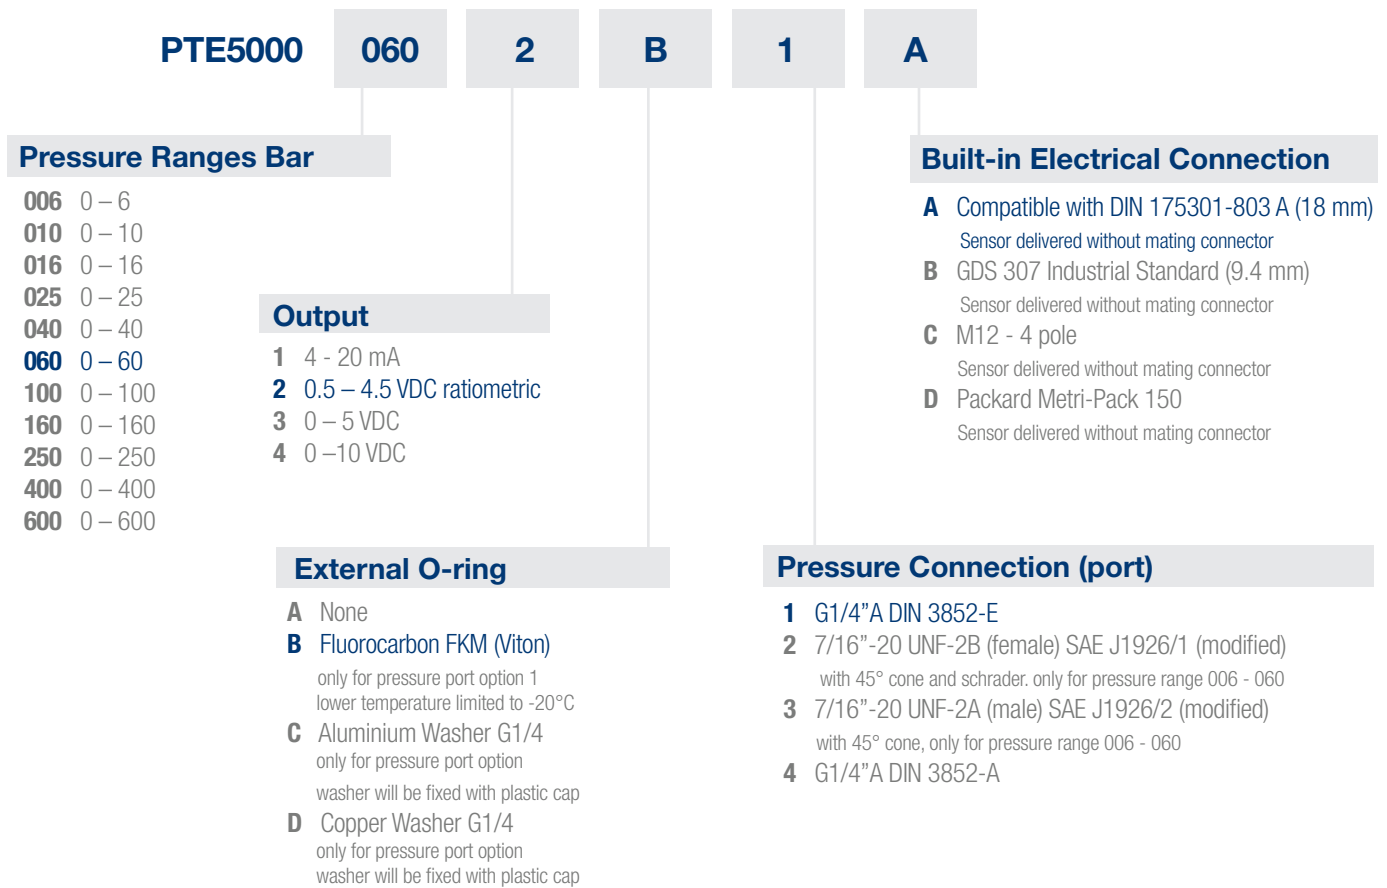 PTE5000 060 2 B 1 A
Pressure Ranges Bar
006 0 – 6
010 0 – 10
016 0 – 16
025 0 – 25
040 0 – 40
060 0 – 60
100 0 – 100
160 0 – 160
250 0 – 250
400 0 – 400
600 0 – 600
Output
1 4 - 20 mA
2 0.5 – 4.5 VDC ratiometric
3 0 – 5 VDC
4 0 –10 VDC
External O-ring
A None
B Fluorocarbon FKM (Viton)
only for pressure port option 1
lower temperature limited to -20°C
C Aluminium Washer G1/4
only for pressure port option
washer will be fixed with plastic cap
D Copper Washer G1/4
only for pressure port option
washer will be fixed with plastic cap
Pressure Connection (port)
1 G1/4”A DIN 3852-E
2 7/16”-20 UNF-2B (female) SAE J1926/1 (modified)
with 45° cone and schrader. only for pressure range 006 - 060
3 7/16”-20 UNF-2A (male) SAE J1926/2 (modified)
with 45° cone, only for pressure range 006 - 060
4 G1/4”A DIN 3852-A
Built-in Electrical Connection
A Compatible with DIN 175301-803 A (18 mm)
Sensor delivered without mating connector
B GDS 307 Industrial Standard (9.4 mm)
Sensor delivered without mating connector
C M12 - 4 pole
Sensor delivered without mating connector
D Packard Metri-Pack 150
Sensor delivered without mating connector